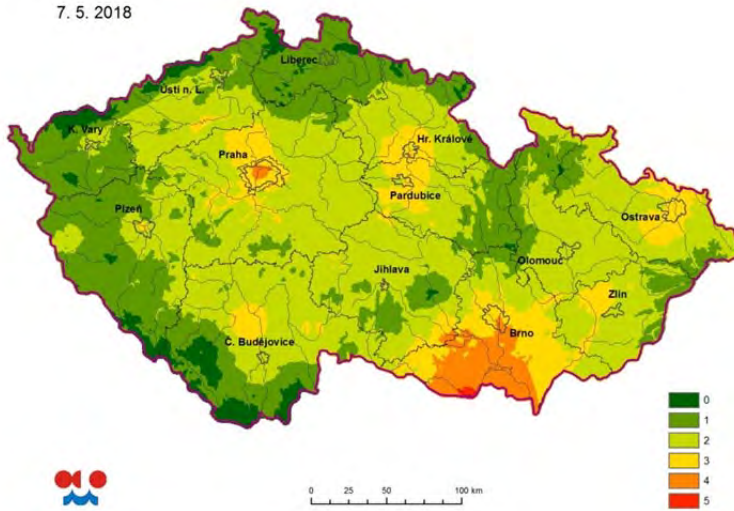 7. 5. 2018
Liberec
Ústí n. L.
K. Vary
Praha
Hr. Králové
Pardubice
Plzeň
Ostrava
Olomouc
Jihlava
Zlín
Brno
Č. Budějovice
0
1
2
3
4
5
0 25 50 100 km